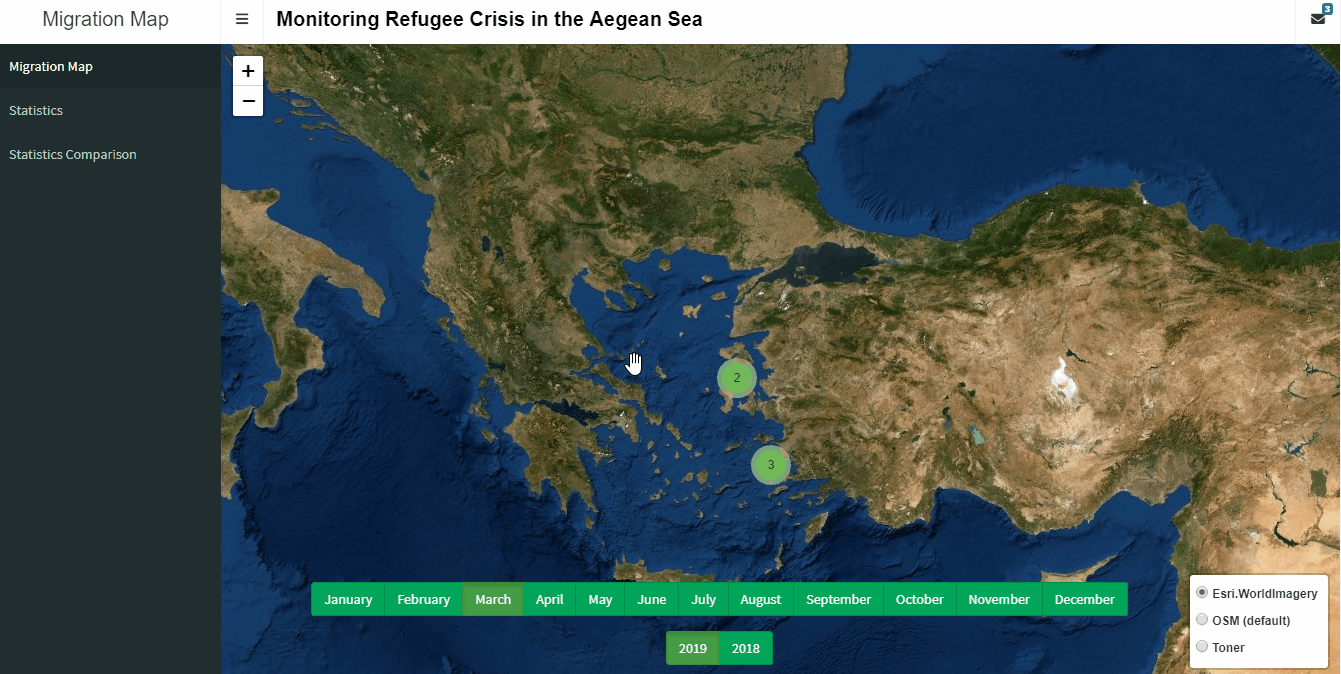 Migration Map
Monitoring Refugee Crisis in the Aegean Sea
3
Migration Map
Statistics
Statistics Comparison
+
−
2
3
January February March April May June July August September October November December
2019 2018
Esri.WorldImagery
OSM (default)
Toner